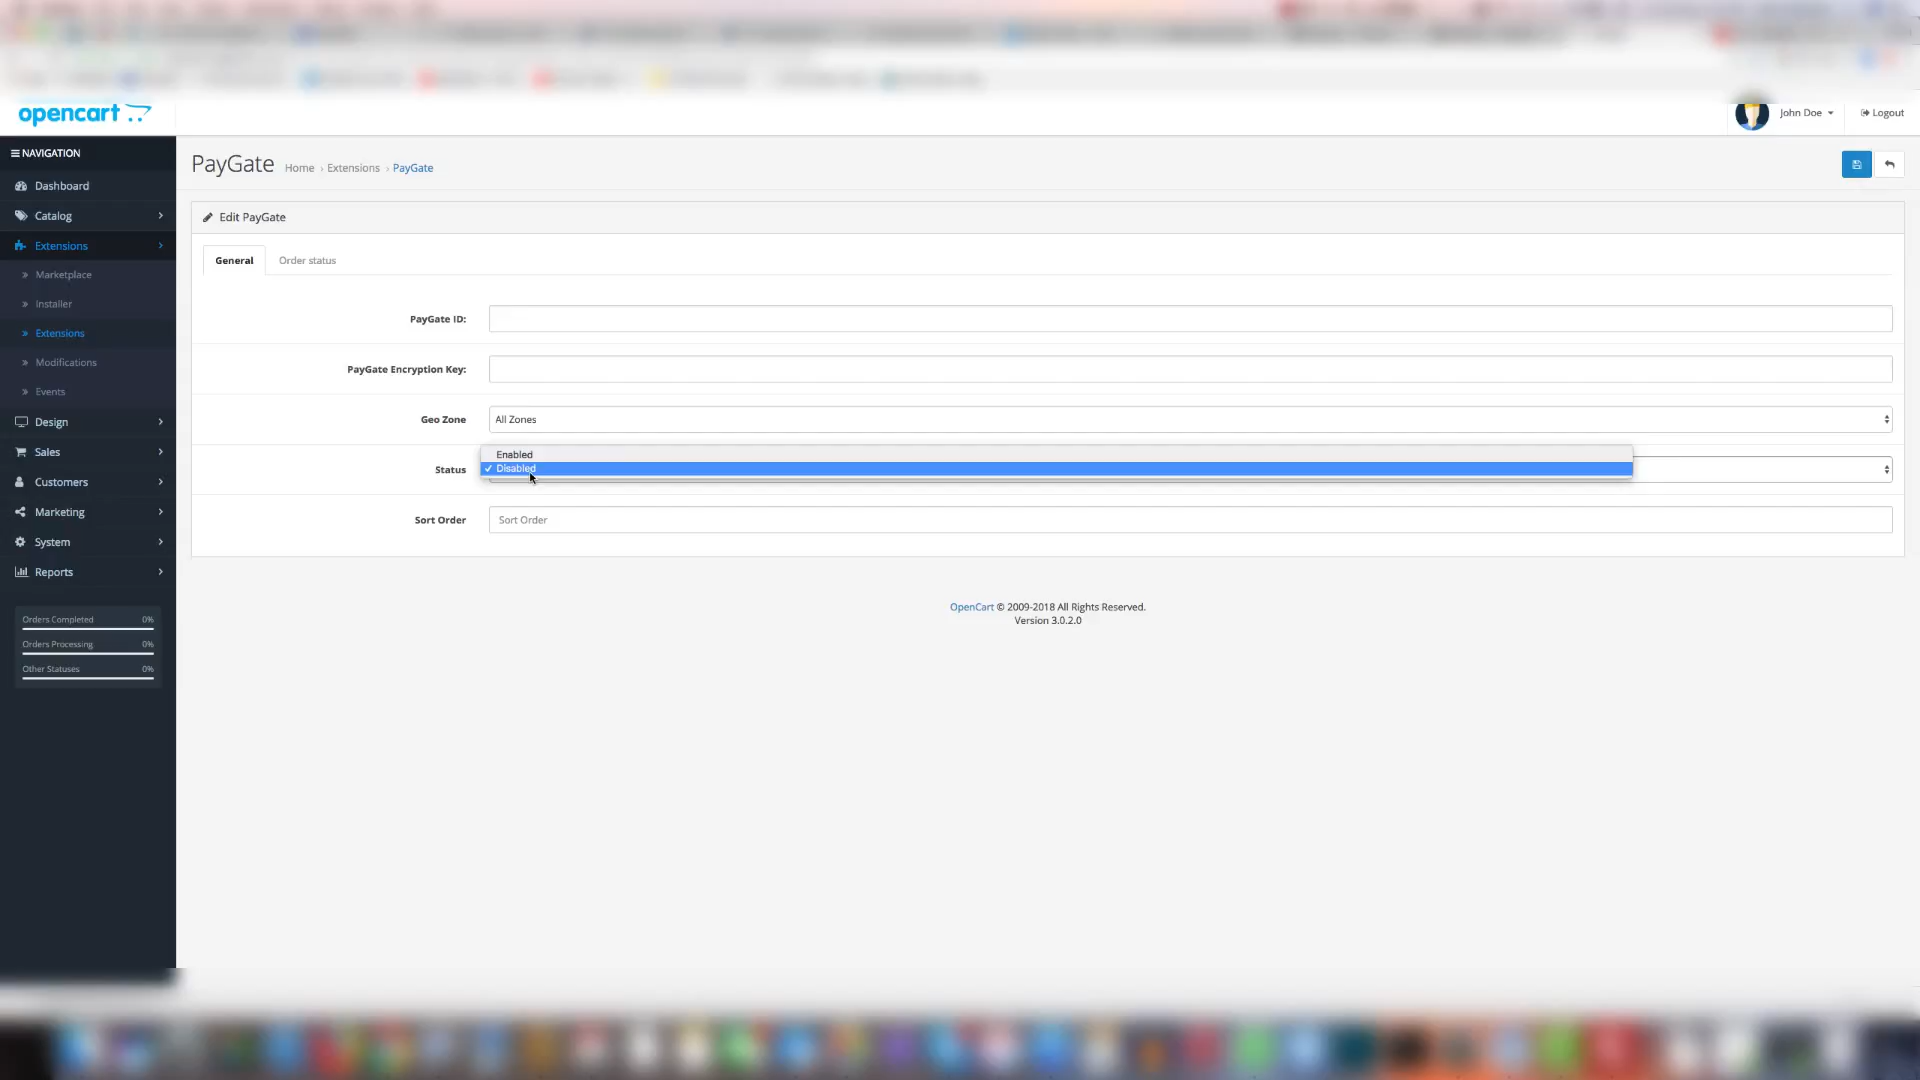 opencart
John Doe
Logout
NAVIGATION
PayGate
Home › Extensions › PayGate
Dashboard
Catalog
Extensions
Marketplace
Installer
Extensions
Modifications
Events
Design
Sales
Customers
Marketing
System
Reports
Orders Completed 0%
Orders Processing 0%
Other Statuses 0%
Edit PayGate
General
Order status
PayGate ID:
PayGate Encryption Key:
Geo Zone
All Zones
Status
Enabled
✓ Disabled
Sort Order
Sort Order
OpenCart © 2009-2018 All Rights Reserved.
Version 3.0.2.0